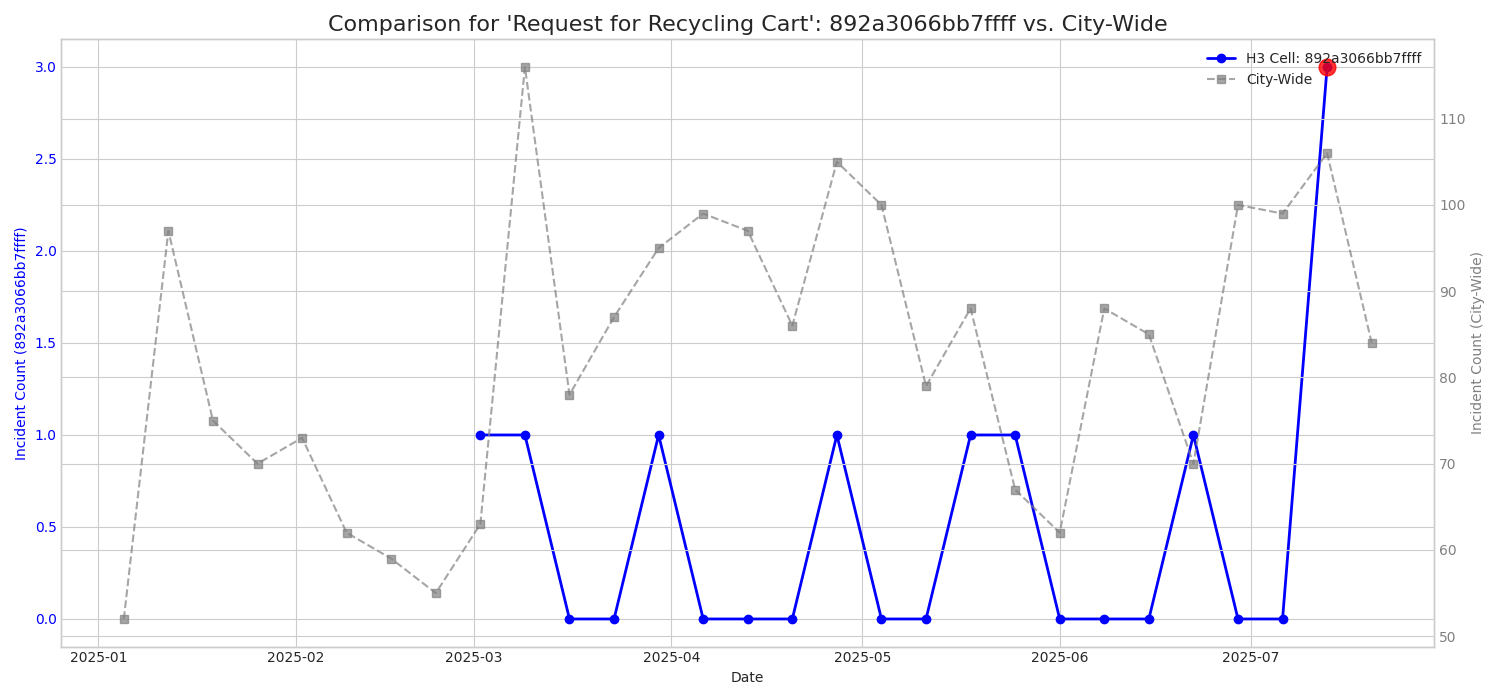 Comparison for 'Request for Recycling Cart': 892a3066bb7ffff vs. City-Wide
H3 Cell: 892a3066bb7ffff
City-Wide
Incident Count (892a3066bb7ffff)
3.0
2.5
2.0
1.5
1.0
0.5
0.0
110
100
90
80
70
60
50
Incident Count (City-Wide)
2025-01 2025-02 2025-03 2025-04 2025-05 2025-06 2025-07
Date